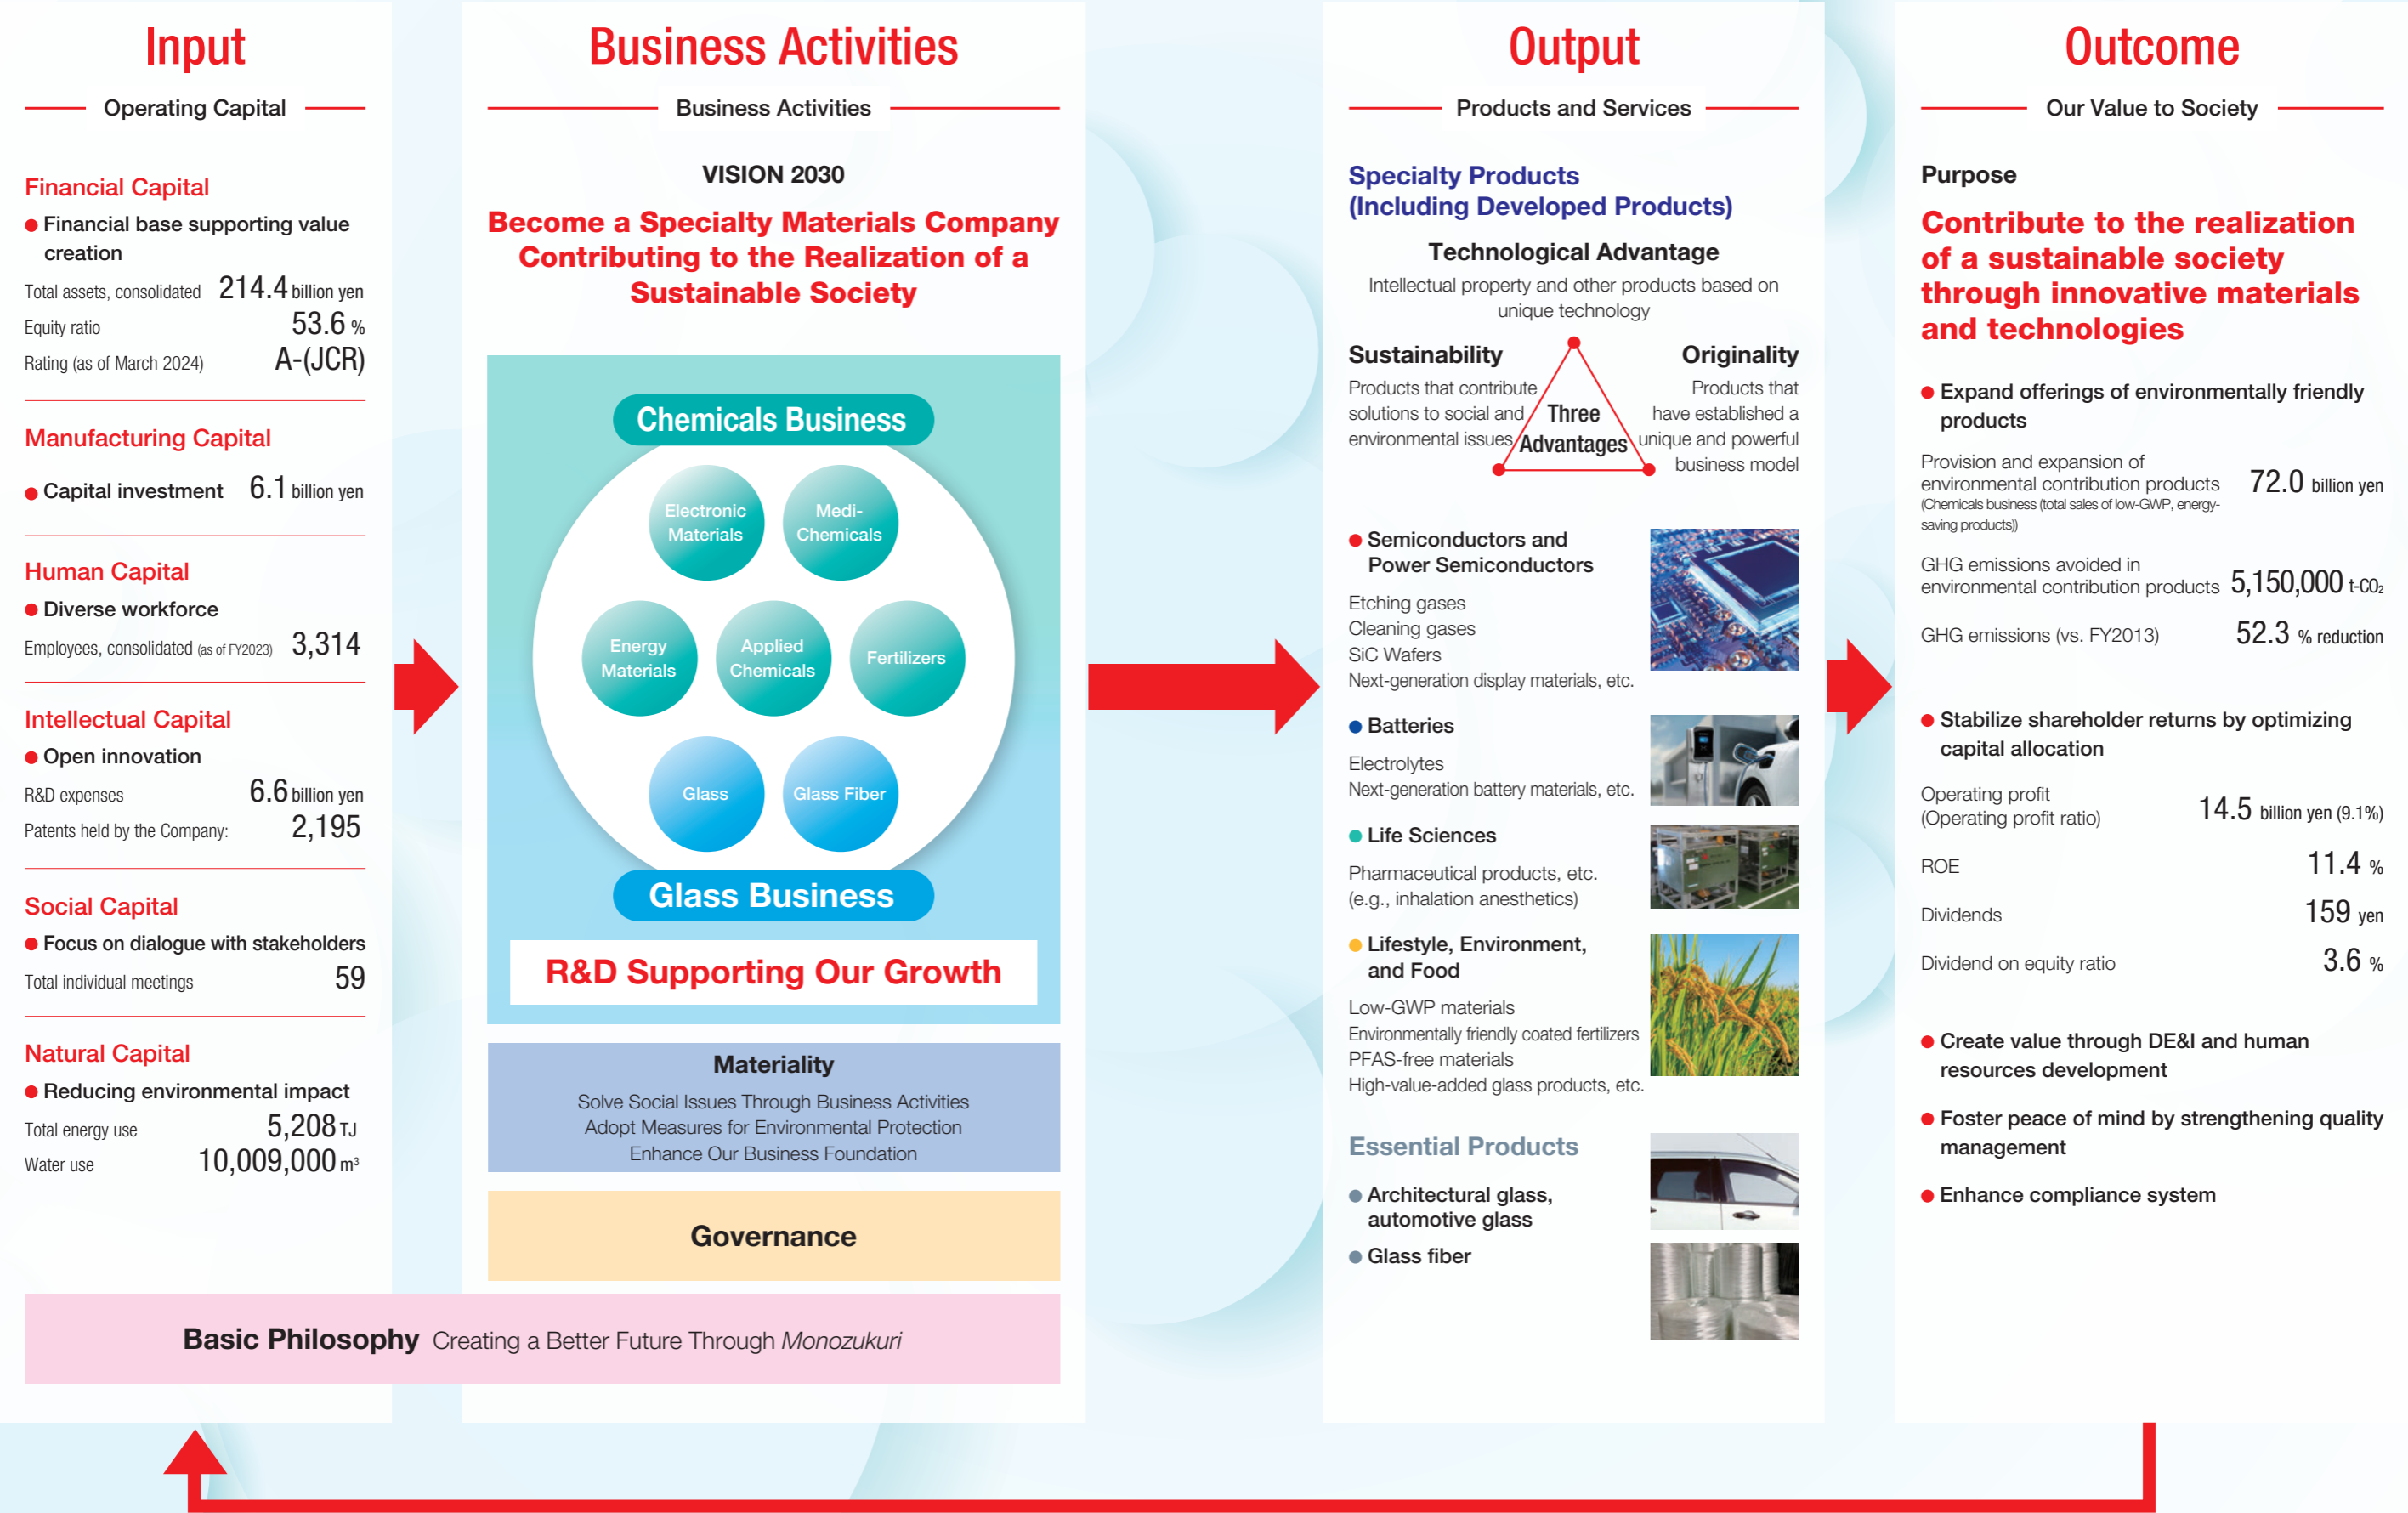 Input
Operating Capital
Financial Capital
● Financial base supporting value
creation
Total assets, consolidated 214.4 billion yen
Equity ratio 53.6 %
Rating (as of March 2024) A-(JCR)
Manufacturing Capital
● Capital investment 6.1 billion yen
Human Capital
● Diverse workforce
Employees, consolidated (as of FY2023) 3,314
Intellectual Capital
● Open innovation
R&D expenses 6.6 billion yen
Patents held by the Company: 2,195
Social Capital
● Focus on dialogue with stakeholders
Total individual meetings 59
Natural Capital
● Reducing environmental impact
Total energy use 5,208 TJ
Water use 10,009,000 m³
Business Activities
Business Activities
VISION 2030
Become a Specialty Materials Company
Contributing to the Realization of a
Sustainable Society
Chemicals Business
Electronic
Materials
Medi-
Chemicals
Energy
Materials
Applied
Chemicals
Fertilizers
Glass
Glass Fiber
Glass Business
R&D Supporting Our Growth
Materiality
Solve Social Issues Through Business Activities
Adopt Measures for Environmental Protection
Enhance Our Business Foundation
Governance
Basic Philosophy Creating a Better Future Through Monozukuri
Output
Products and Services
Specialty Products
(Including Developed Products)
Technological Advantage
Intellectual property and other products based on
unique technology
Sustainability
Products that contribute
solutions to social and
environmental issues
Three
Advantages
Originality
Products that
have established a
unique and powerful
business model
● Semiconductors and
Power Semiconductors
Etching gases
Cleaning gases
SiC Wafers
Next-generation display materials, etc.
● Batteries
Electrolytes
Next-generation battery materials, etc.
● Life Sciences
Pharmaceutical products, etc.
(e.g., inhalation anesthetics)
● Lifestyle, Environment,
and Food
Low-GWP materials
Environmentally friendly coated fertilizers
PFAS-free materials
High-value-added glass products, etc.
Essential Products
● Architectural glass,
automotive glass
● Glass fiber
Outcome
Our Value to Society
Purpose
Contribute to the realization
of a sustainable society
through innovative materials
and technologies
● Expand offerings of environmentally friendly
products
Provision and expansion of
environmental contribution products 72.0 billion yen
(Chemicals business (total sales of low-GWP, energy-
saving products))
GHG emissions avoided in
environmental contribution products 5,150,000 t-CO₂
GHG emissions (vs. FY2013) 52.3 % reduction
● Stabilize shareholder returns by optimizing
capital allocation
Operating profit
(Operating profit ratio) 14.5 billion yen (9.1%)
ROE 11.4 %
Dividends 159 yen
Dividend on equity ratio 3.6 %
● Create value through DE&I and human
resources development
● Foster peace of mind by strengthening quality
management
● Enhance compliance system